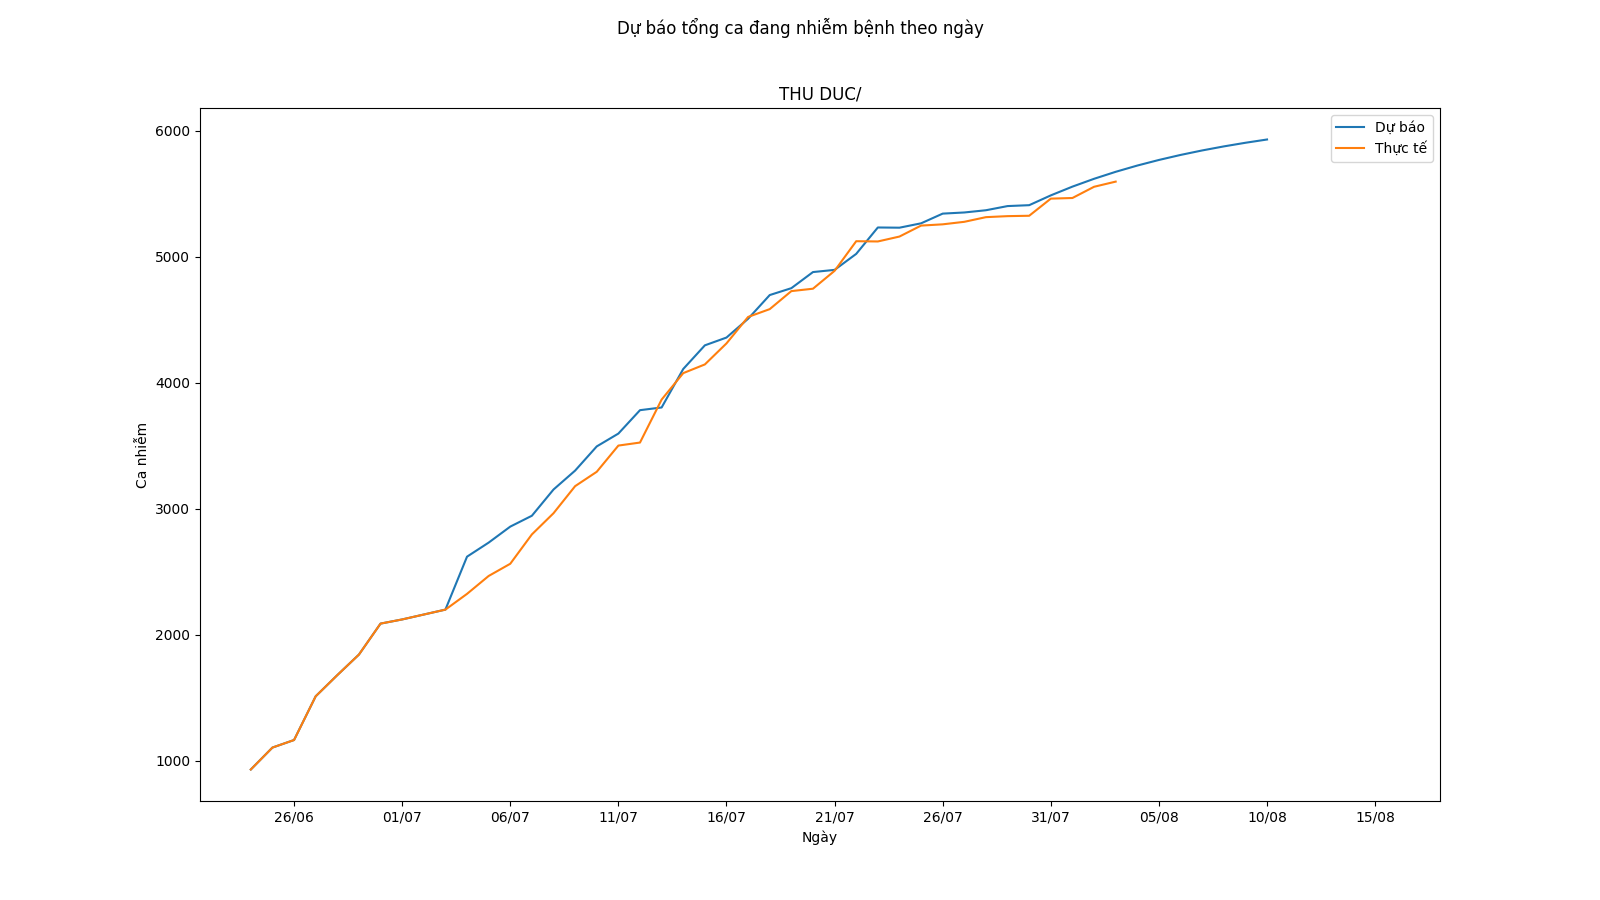 Dự báo tổng ca đang nhiễm bệnh theo ngày
THU DUC/
Dự báo
Thực tế
6000
5000
4000
3000
2000
1000
Ca nhiễm
26/06 01/07 06/07 11/07 16/07 21/07 26/07 31/07 05/08 10/08 15/08
Ngày